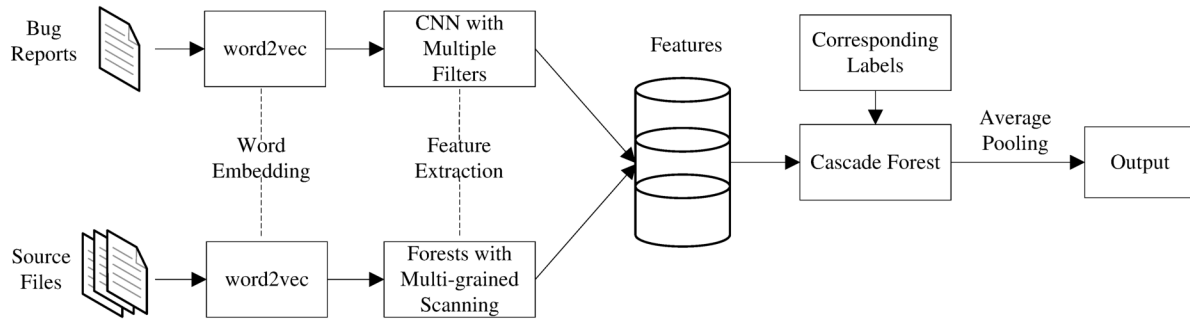 Bug
Reports
word2vec
CNN with
Multiple
Filters
Features
Corresponding
Labels
Word
Embedding
Feature
Extraction
Cascade Forest
Average
Pooling
Output
Source
Files
word2vec
Forests with
Multi-grained
Scanning